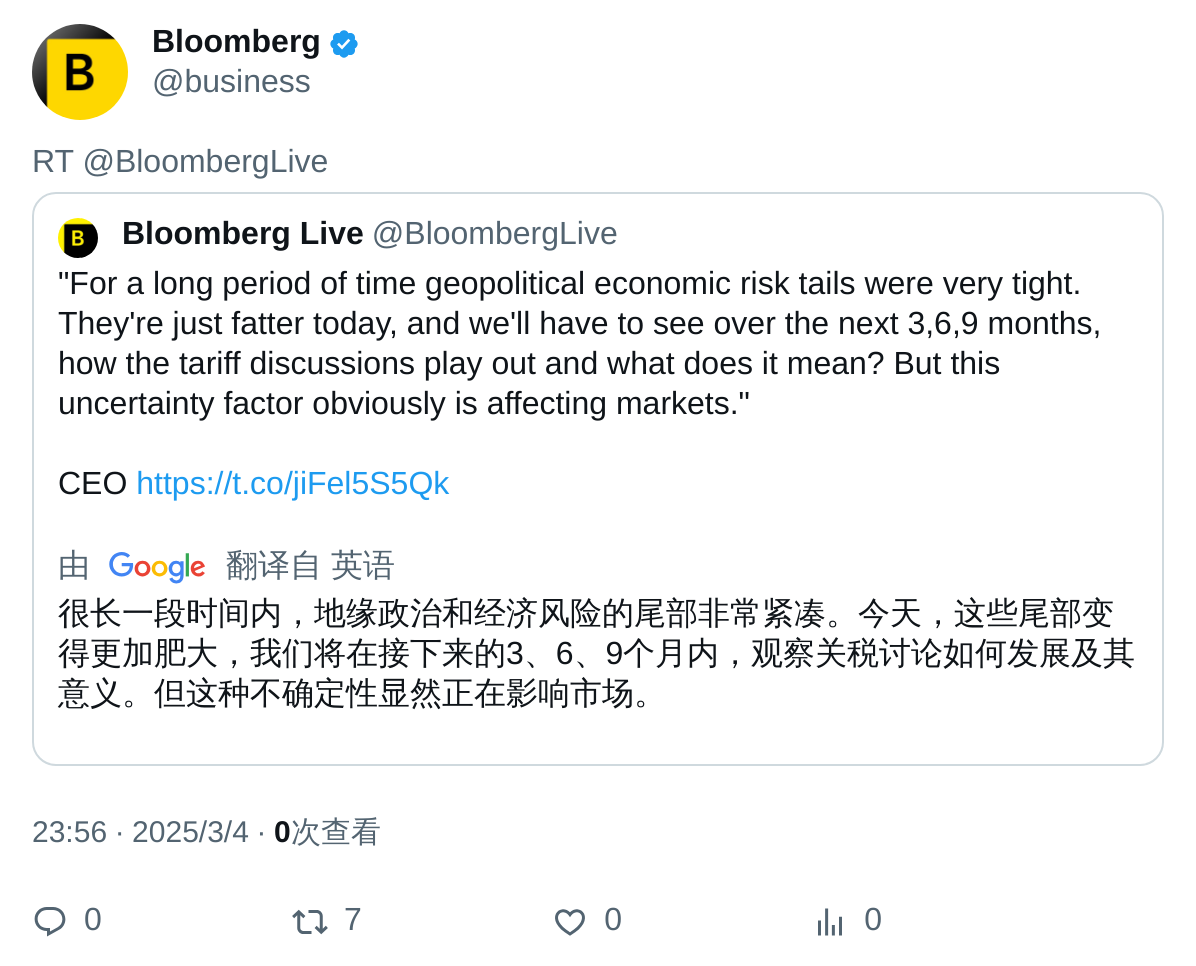 B
Bloomberg
@business
RT @BloombergLive
B
Bloomberg Live @BloombergLive
"For a long period of time geopolitical economic risk tails were very tight.
They're just fatter today, and we'll have to see over the next 3,6,9 months,
how the tariff discussions play out and what does it mean? But this
uncertainty factor obviously is affecting markets."
CEO https://t.co/jiFel5S5Qk
由 Google 翻译自 英语
很长一段时间内，地缘政治和经济风险的尾部非常紧凑。今天，这些尾部变
得更加肥大，我们将在接下来的3、6、9个月内，观察关税讨论如何发展及其
意义。但这种不确定性显然正在影响市场。
23:56 · 2025/3/4 · 0次查看
0 7 0 0